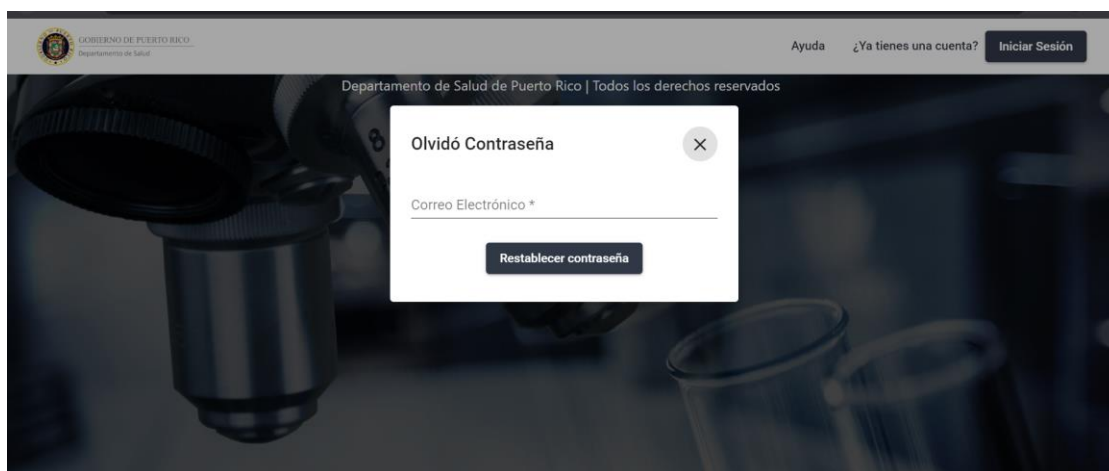 GOBIERNO DE PUERTO RICO
Departamento de Salud
Ayuda ¿Ya tienes una cuenta? Iniciar Sesión
Departamento de Salud de Puerto Rico | Todos los derechos reservados
Olvidó Contraseña
Correo Electrónico *
Restablecer contraseña